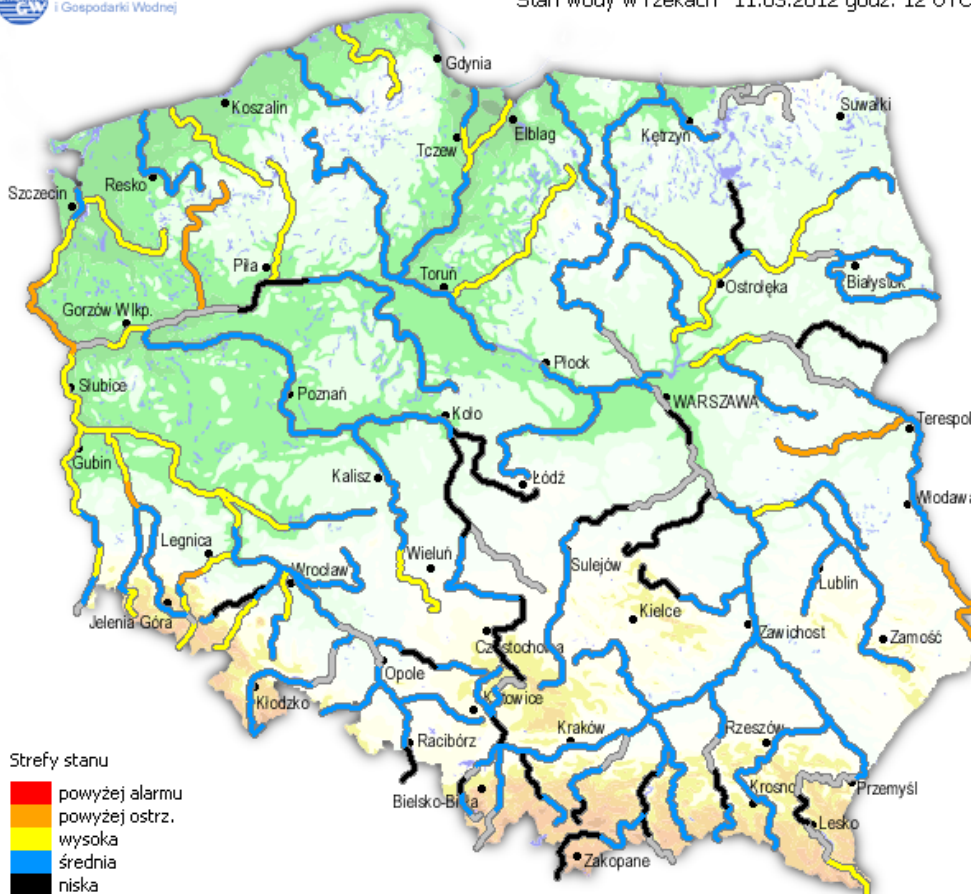 i Gospodarki Wodnej
Stan wody w rzekach 11.03.2012 godz. 12 UTC
Gdynia
Koszalin
Suwałki
Elbląg
Kętrzyn
Tczew
Resko
Szczecin
Piła
Toruń
Białystok
Ostrołęka
Gorzów Wlkp.
Płock
Słubice
Poznań
WARSZAWA
Koło
Terespol
Gubin
Kalisz
Łódź
Włodawa
Legnica
Wieluń
Sulejów
Wrocław
Lublin
Jelenia Góra
Kielce
Zawichost
Zamość
Częstochowa
Opole
Kłodzko
Katowice
Kraków
Rzeszów
Racibórz
Strefy stanu
powyżej alarmu
Bielsko-Biała
Krosno
Przemyśl
powyżej ostrz.
Lesko
wysoka
średnia
Zakopane
niska